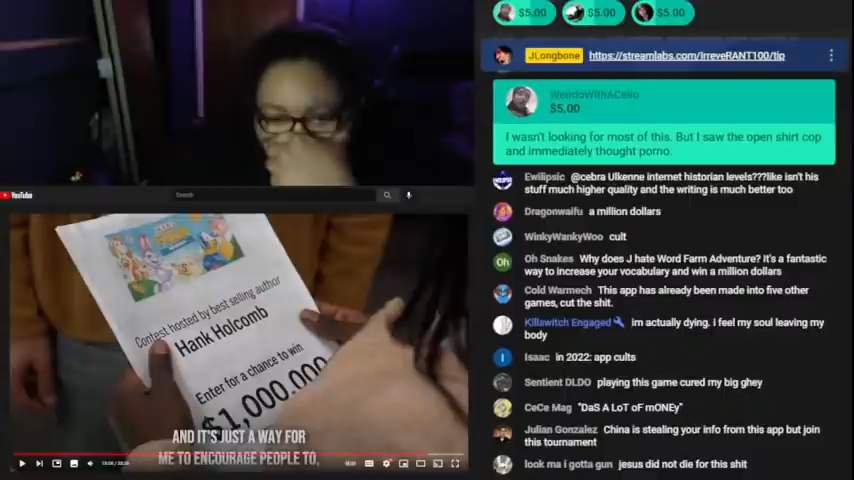 $5.00 $5.00 $5.00
JLongbone https://streamlabs.com/IrreveRANT100/tip
WeirdoWithACello
$5.00
I wasn't looking for most of this. But I saw the open shirt cop
and immediately thought porno.
Ewilipsic @cebra Ulkenne internet historian levels???like isn't his
stuff much higher quality and the writing is much better too
Dragonwaifu a million dollars
WinkyWankyWoo cult
Oh Snakes Why does J hate Word Farm Adventure? It's a fantastic
way to increase your vocabulary and win a million dollars
Cold Warmech This app has already been made into five other
games, cut the shit.
Killawitch Engaged im actually dying. i feel my soul leaving my
body
Isaac in 2022: app cults
Sentient DLDO playing this game cured my big ghey
CeCe Mag "DaS A LoT oF mONEy"
Julian Gonzalez China is stealing your info from this app but join
this tournament
look ma i gotta gun jesus did not die for this shit
YouTube
Search
Contest hosted by best selling author
Hank Holcomb
Enter for a chance to win
$1,000,000
AND IT'S JUST A WAY FOR
ME TO ENCOURAGE PEOPLE TO,